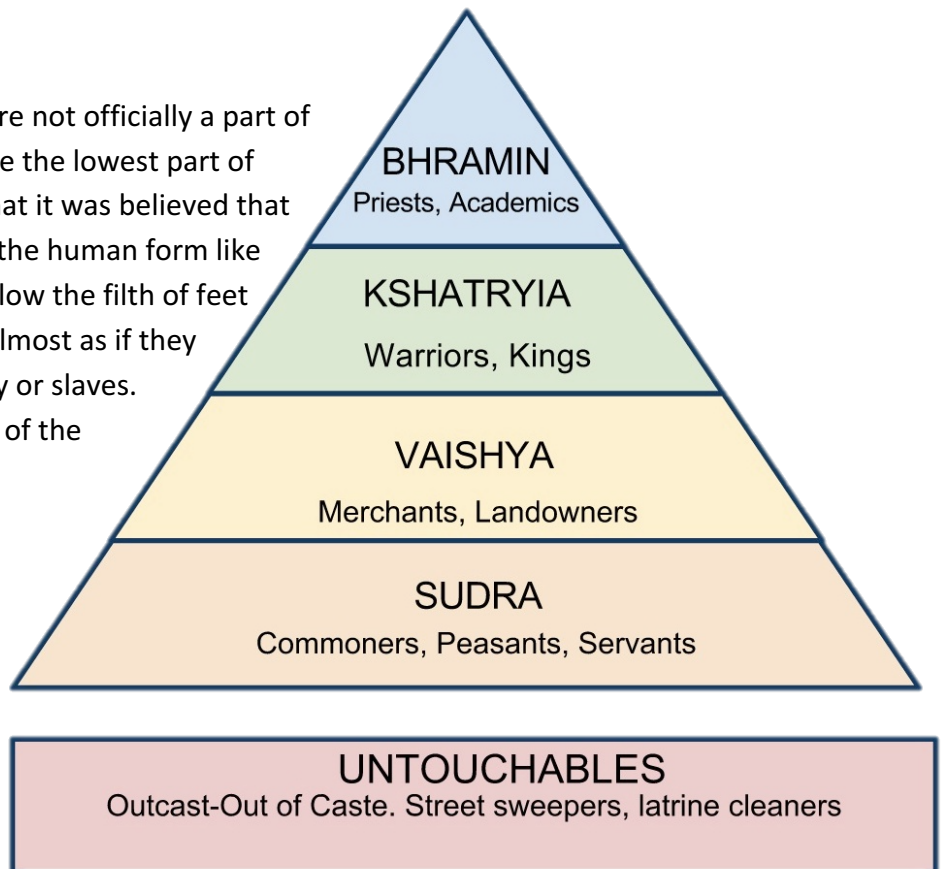 re not officially a part of
e the lowest part of
at it was believed that
the human form like
low the filth of feet
lmost as if they
y or slaves.
of the
BHRAMIN
Priests, Academics
KSHATRYIA
Warriors, Kings
VAISHYA
Merchants, Landowners
SUDRA
Commoners, Peasants, Servants
UNTOUCHABLES
Outcast-Out of Caste. Street sweepers, latrine cleaners